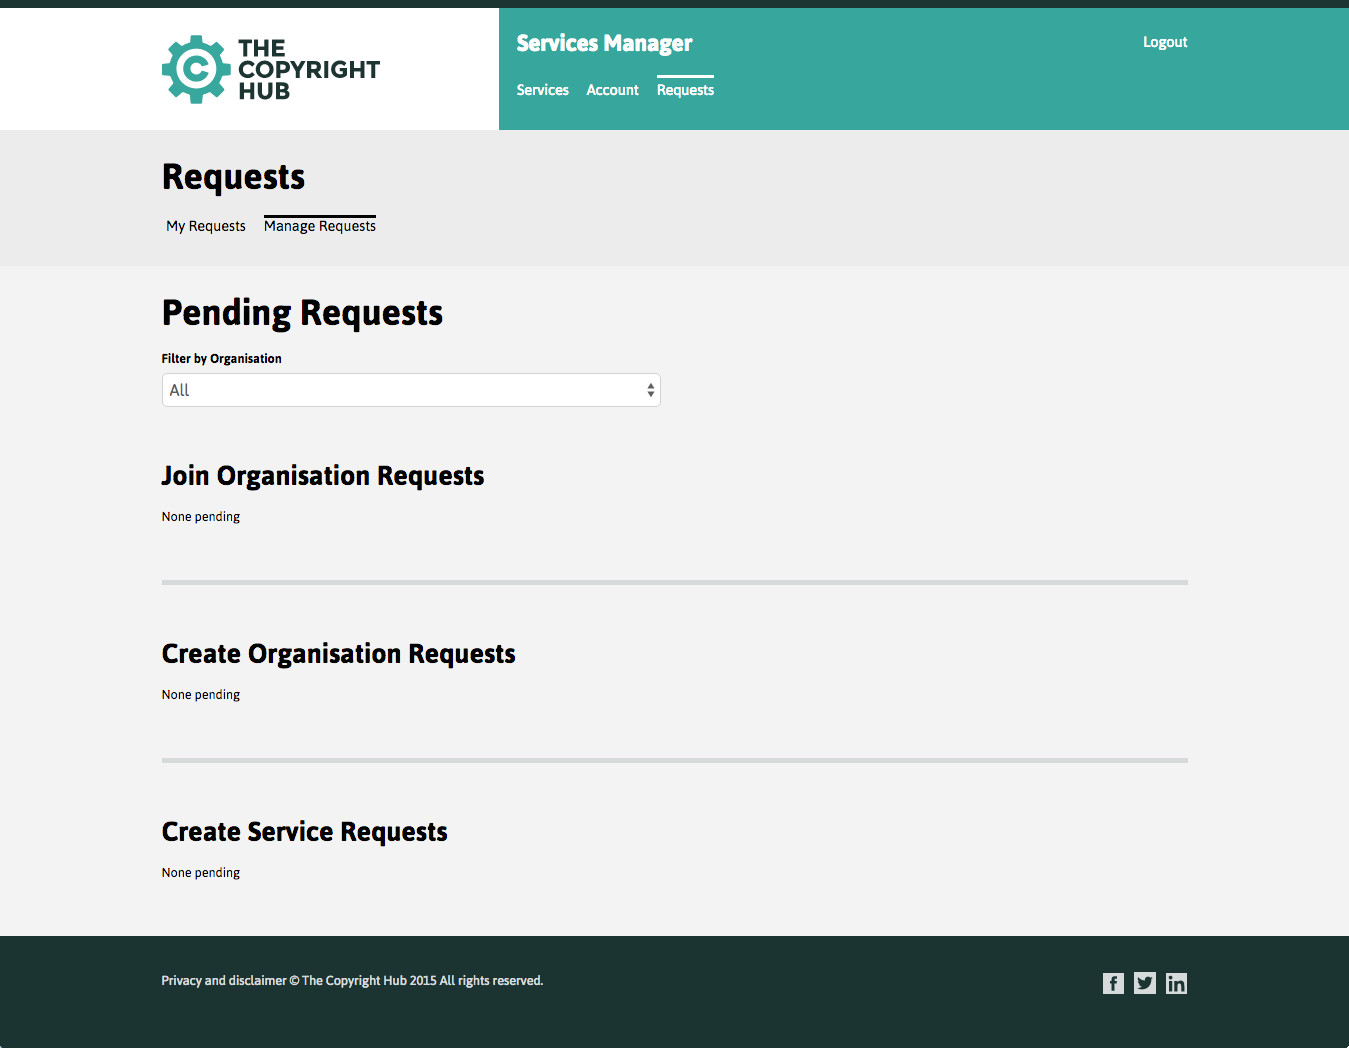 THE
COPYRIGHT
HUB
Services Manager
Logout
Services Account Requests
Requests
My Requests Manage Requests
Pending Requests
Filter by Organisation
All
Join Organisation Requests
None pending
Create Organisation Requests
None pending
Create Service Requests
None pending
Privacy and disclaimer © The Copyright Hub 2015 All rights reserved.